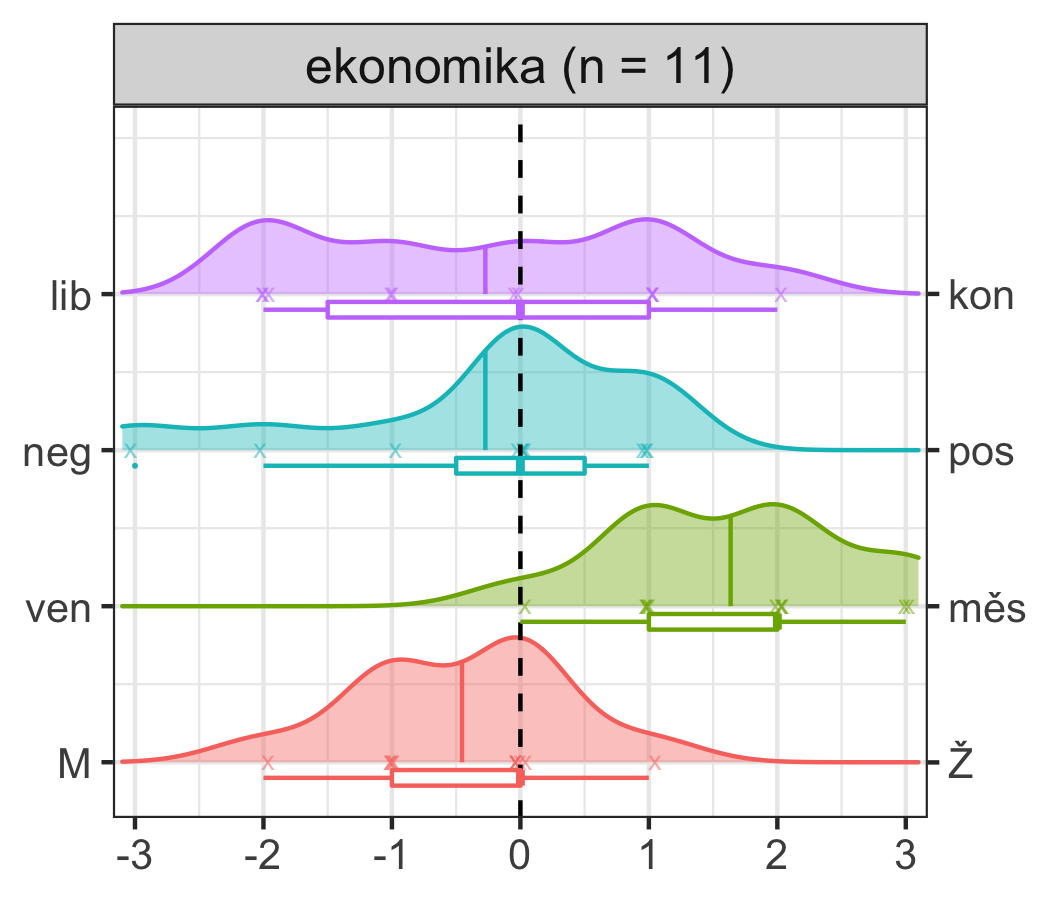 ekonomika (n = 11)
lib kon
neg pos
ven měs
M Ž
-3 -2 -1 0 1 2 3